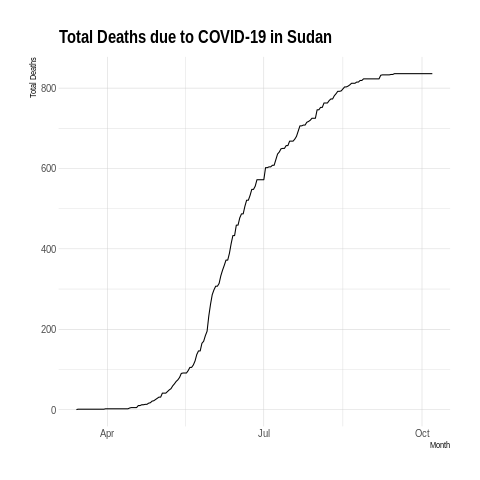 Total Deaths due to COVID-19 in Sudan
Total Deaths
800
600
400
200
0
Apr
Jul
Oct
Month